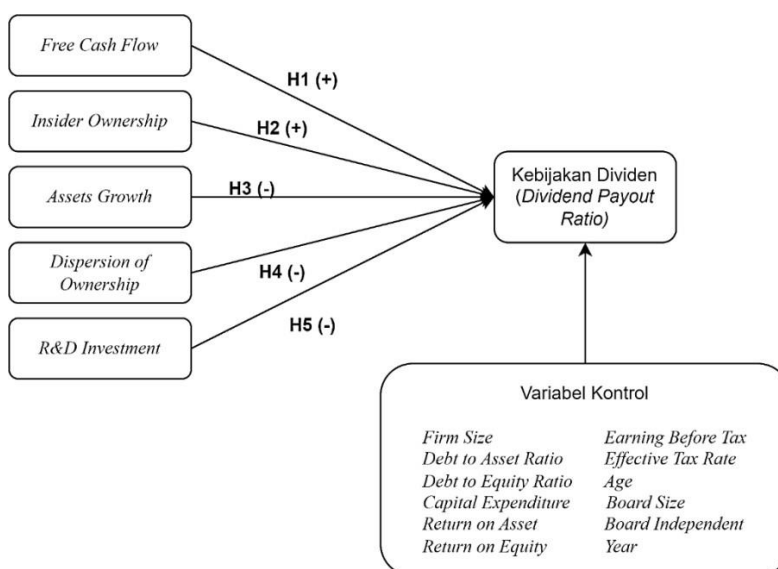 Free Cash Flow
H1 (+)
Insider Ownership
H2 (+)
Assets Growth
H3 (-)
Kebijakan Dividen
(Dividend Payout
Ratio)
Dispersion of
Ownership
H4 (-)
R&D Investment
H5 (-)
Variabel Kontrol
Firm Size
Debt to Asset Ratio
Debt to Equity Ratio
Capital Expenditure
Return on Asset
Return on Equity
Earning Before Tax
Effective Tax Rate
Age
Board Size
Board Independent
Year